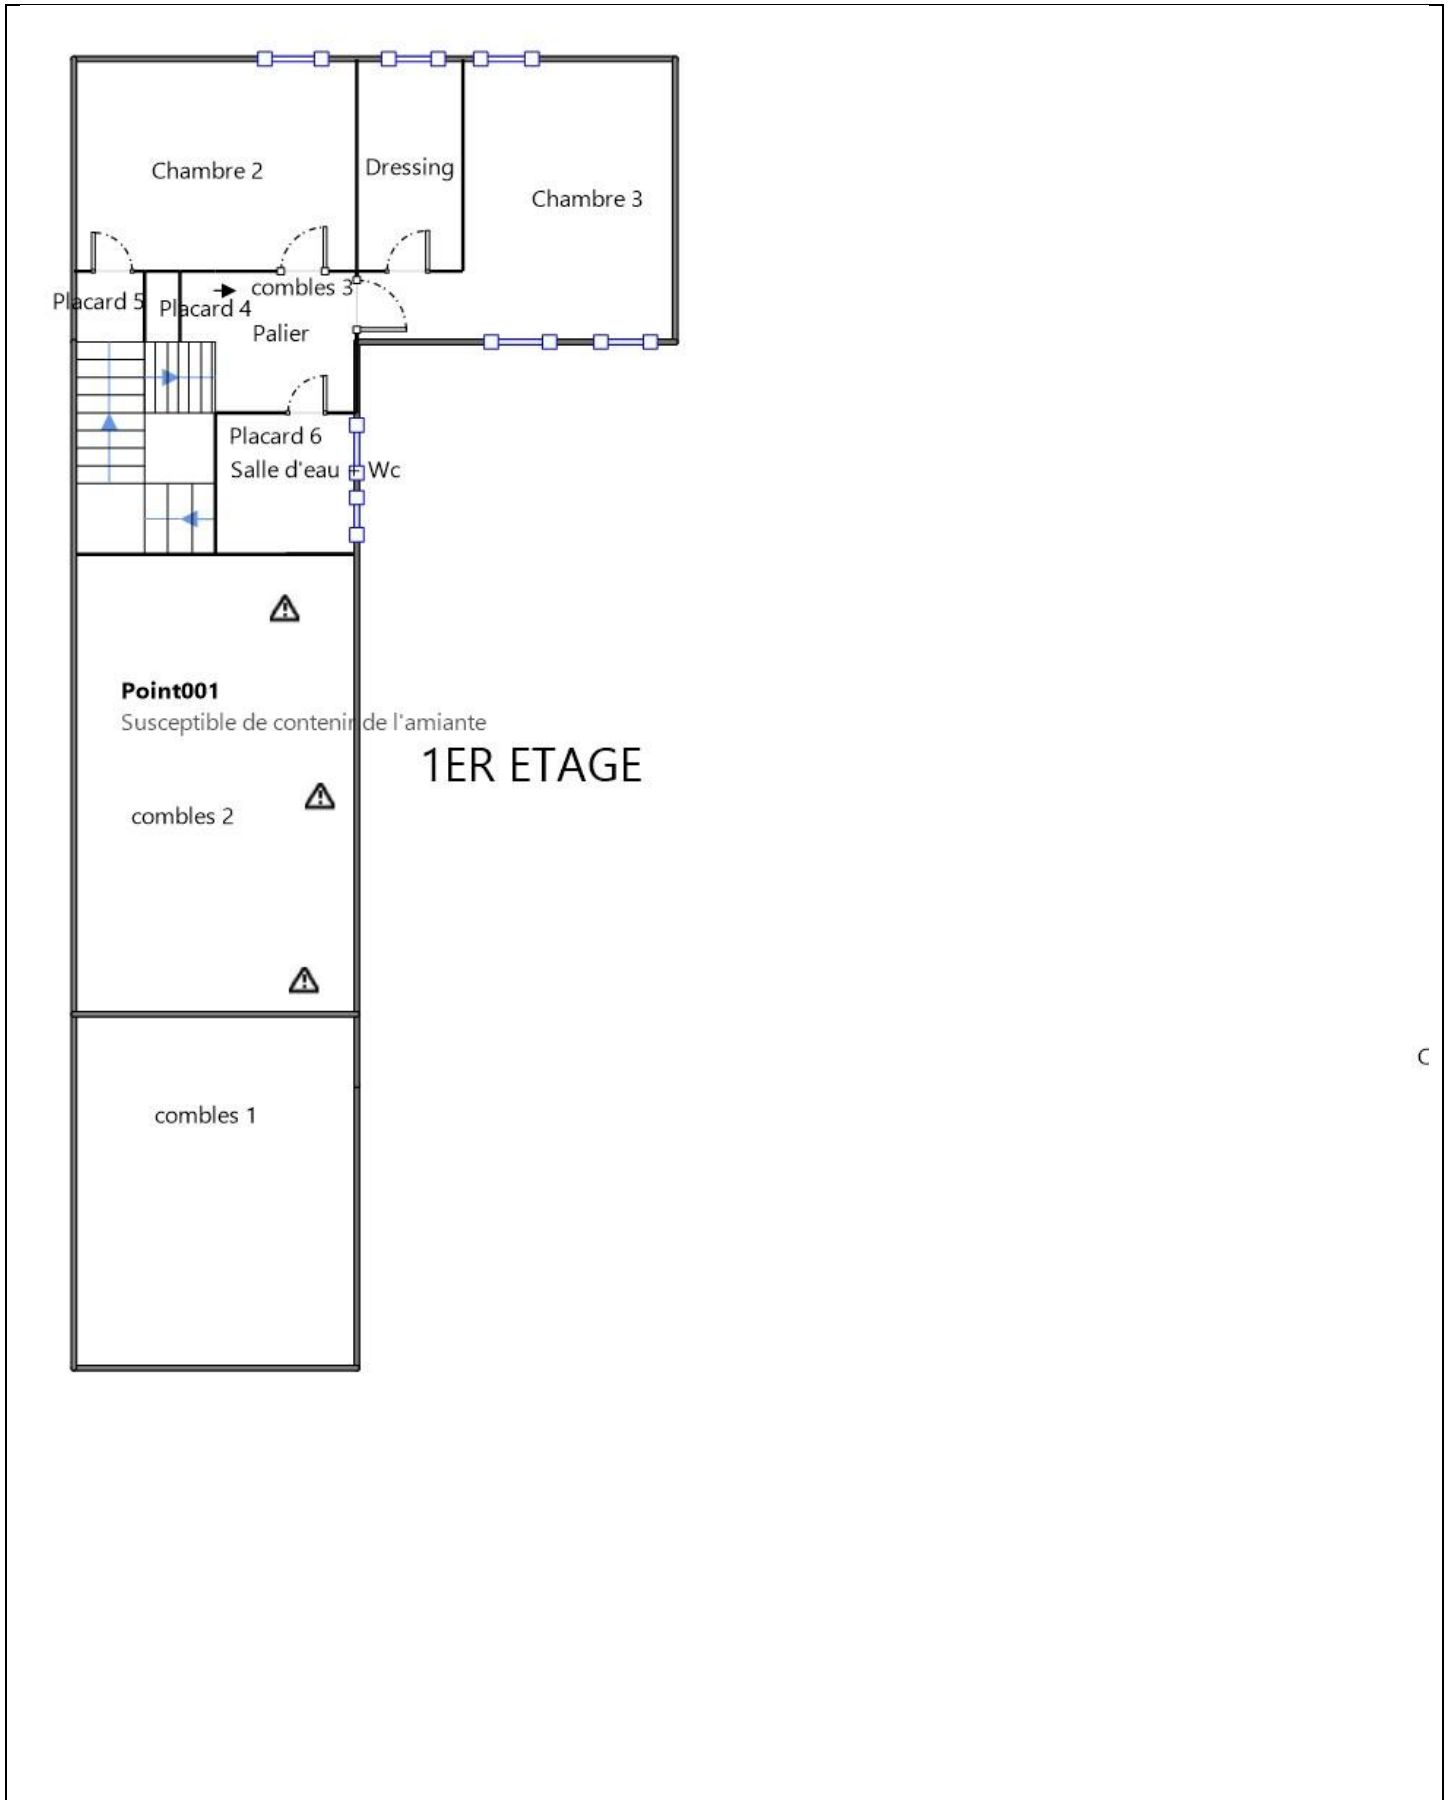 Chambre 2
Dressing
Chambre 3
combles 3
Placard 5
Placard 4
Palier
Placard 6
Salle d'eau + Wc
Point001
Susceptible de contenir de l'amiante
1ER ETAGE
combles 2
combles 1